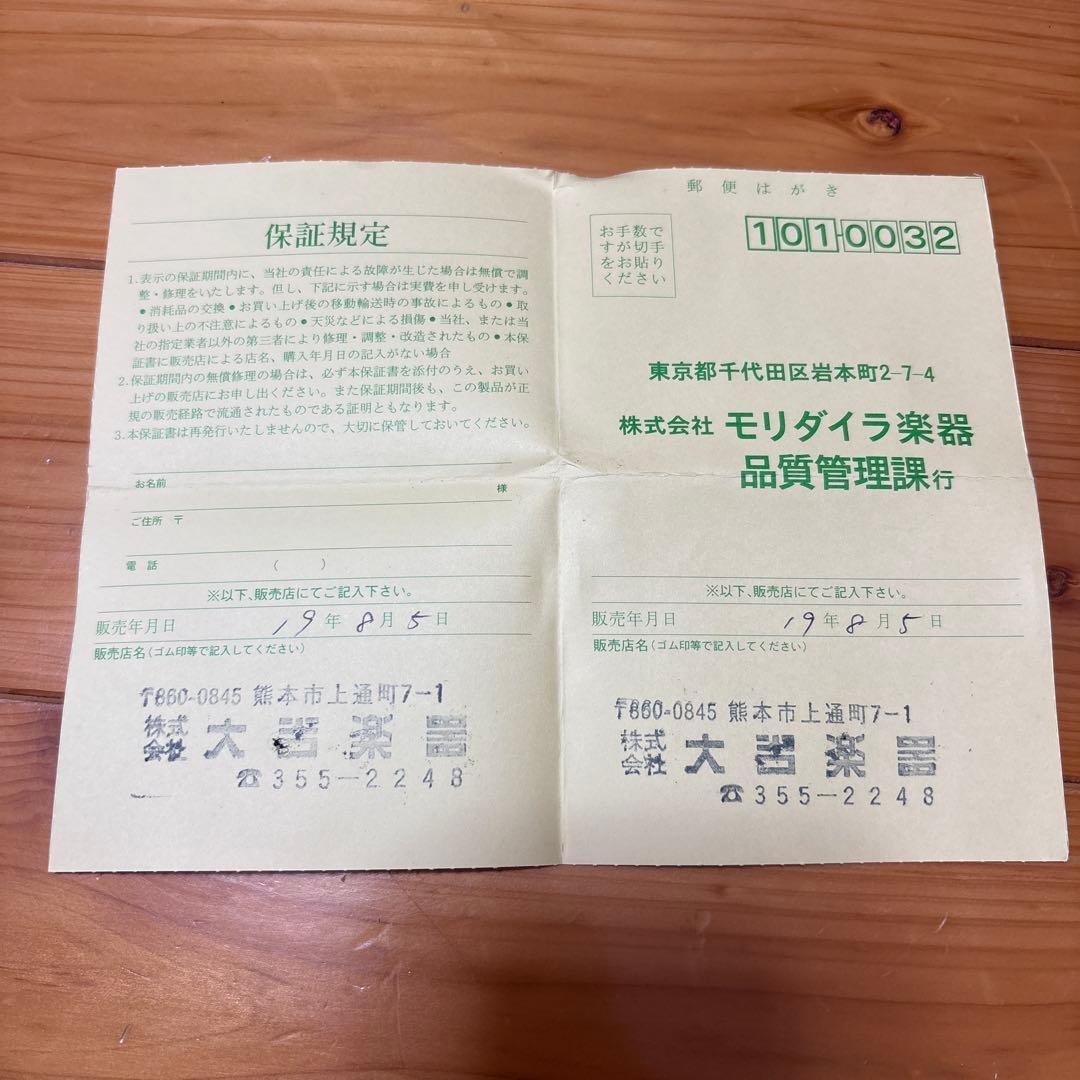 保証規定
1.表示の保証期間内に、当社の責任による故障が生じた場合は無償で調
整・修理をいたします。但し、下記に示す場合は実費を申し受けます。
●消耗品の交換●お買い上げ後の移動輸送時の事故によるもの●取
り扱い上の不注意によるもの●天災などによる損傷●当社、または当
社の指定業者以外の第三者により修理・調整・改造されたもの●本保
証書に販売店による店名、購入年月日の記入がない場合
2.保証期間内の無償修理の場合は、必ず本保証書を添付のうえ、お買い
上げの販売店にお申し出ください。また保証期間後も、この製品が正
規の販売経路で流通されたものである証明ともなります。
3.本保証書は再発行いたしませんので、大切に保管しておいてください。
お名前 様
ご住所 〒
電話 ( )
※以下、販売店にてご記入下さい。
販売年月日 19年8月5日
販売店名(ゴム印等で記入してください)
〒860-0845 熊本市上通町7-1
株式会社 大谷楽器
☎355-2248
郵便はがき
お手数で
すが切手
をお貼り
ください
101-0032
東京都千代田区岩本町2-7-4
株式会社 モリダイラ楽器
品質管理課行
※以下、販売店にてご記入下さい。
販売年月日 19年8月5日
販売店名(ゴム印等で記入してください)
〒860-0845 熊本市上通町7-1
株式会社 大谷楽器
☎355-2248